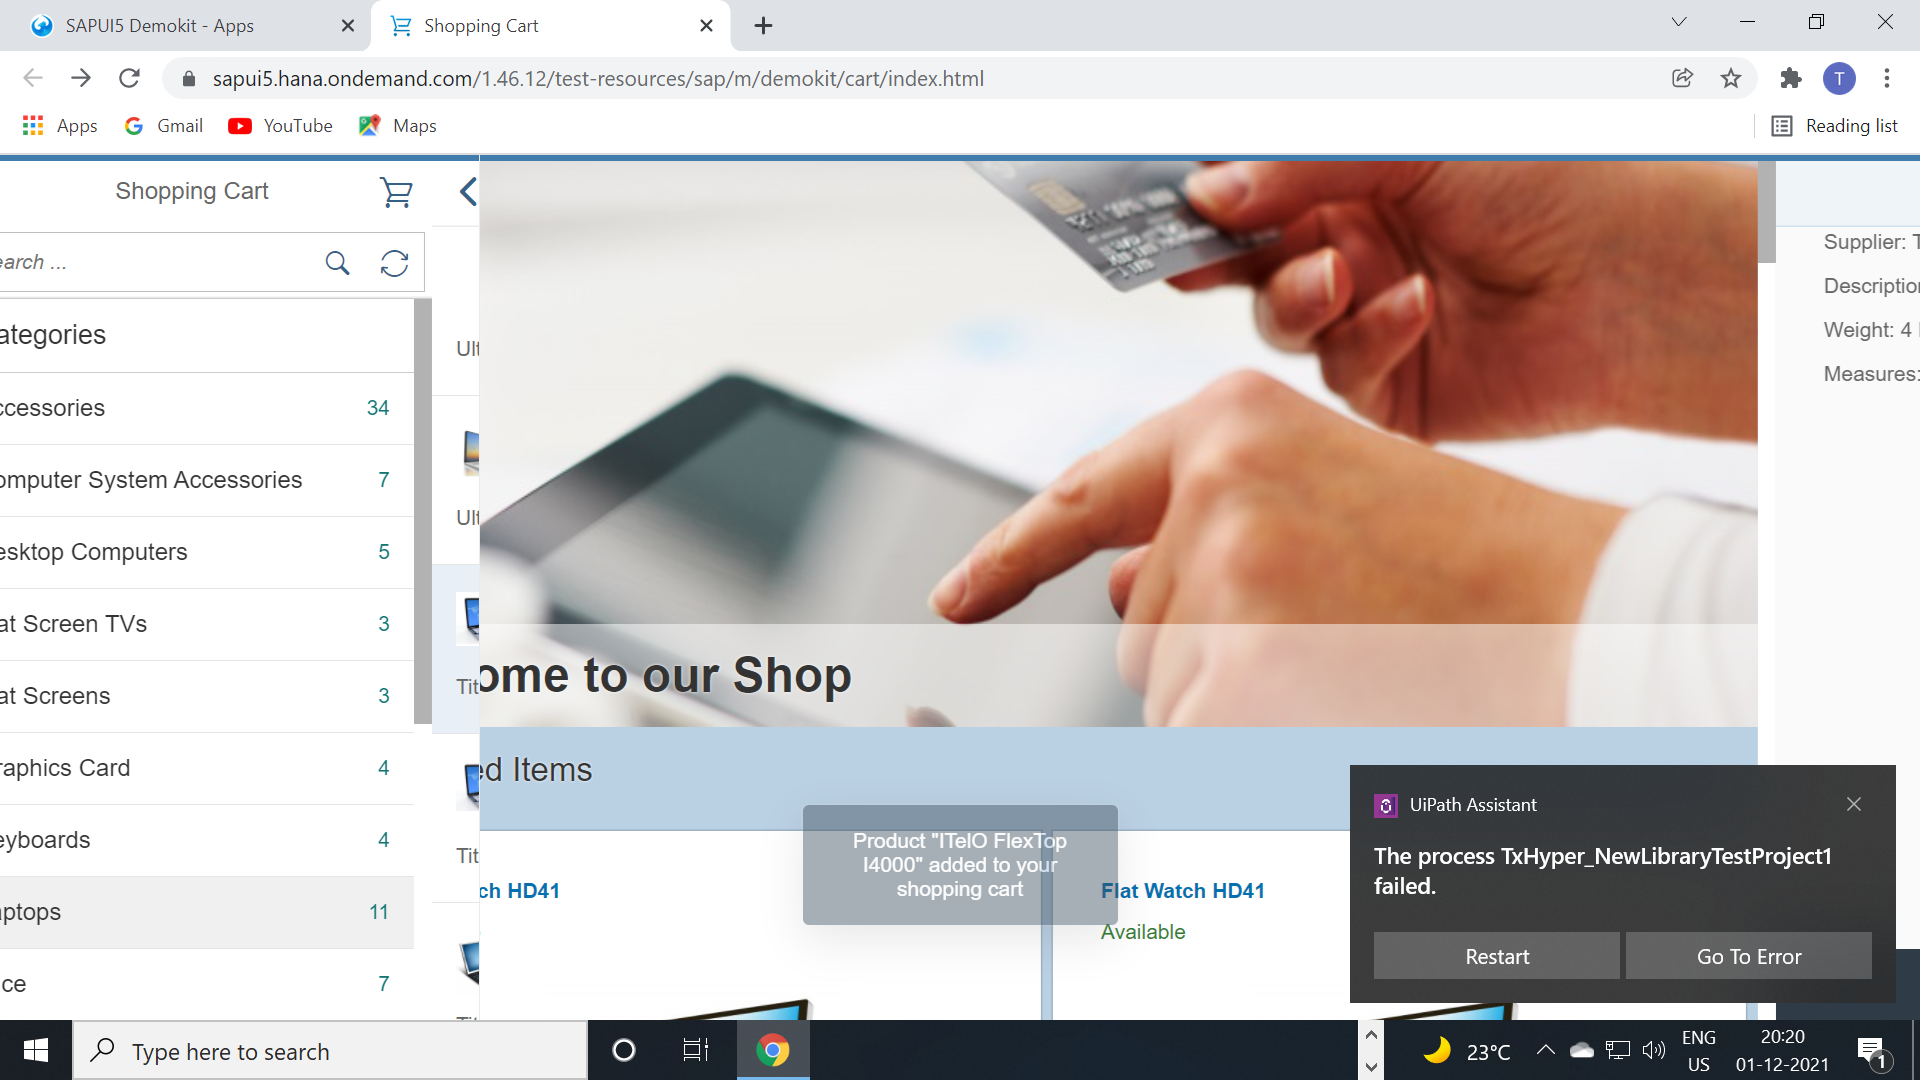 SAPUI5 Demokit - Apps
Shopping Cart
sapui5.hana.ondemand.com/1.46.12/test-resources/sap/m/demokit/cart/index.html
T
Apps
Gmail
YouTube
Maps
Reading list
Shopping Cart
earch ...
ategories
ccessories 34
omputer System Accessories 7
esktop Computers 5
at Screen TVs 3
at Screens 3
raphics Card 4
eyboards 4
aptops 11
ice 7
Ult
Ult
Tit
Tit
ome to our Shop
ed Items
tch HD41
Flat Watch HD41
Available
Product "ITelO FlexTop
I4000" added to your
shopping cart
Supplier: T
Description
Weight: 4
Measures:
UiPath Assistant
The process TxHyper_NewLibraryTestProject1
failed.
Restart
Go To Error
Type here to search
23°C
ENG
US
20:20
01-12-2021
1